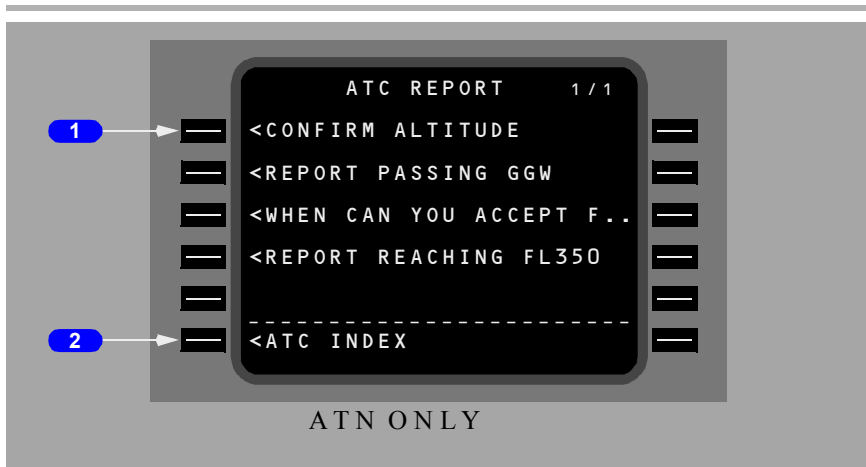 ATC REPORT 1/1
1 <CONFIRM ALTITUDE
<REPORT PASSING GGW
<WHEN CAN YOU ACCEPT F..
<REPORT REACHING FL350
------------------------
2 <ATC INDEX
ATN ONLY